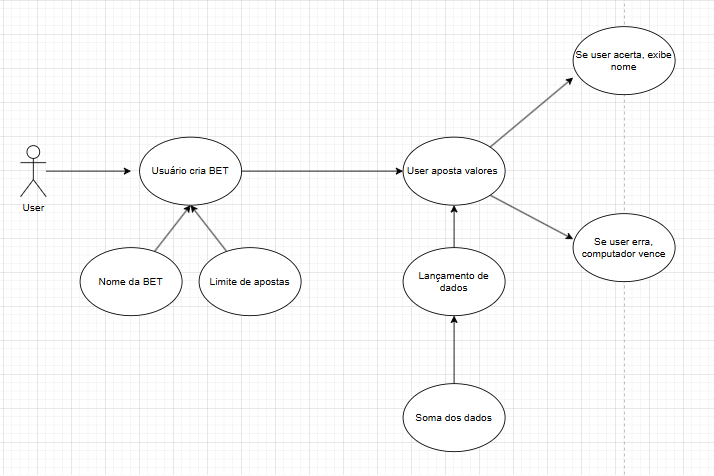 Se user acerta, exibe
nome
Usuário cria BET
User aposta valores
User
Se user erra,
computador vence
Nome da BET
Limite de apostas
Lançamento de
dados
Soma dos dados